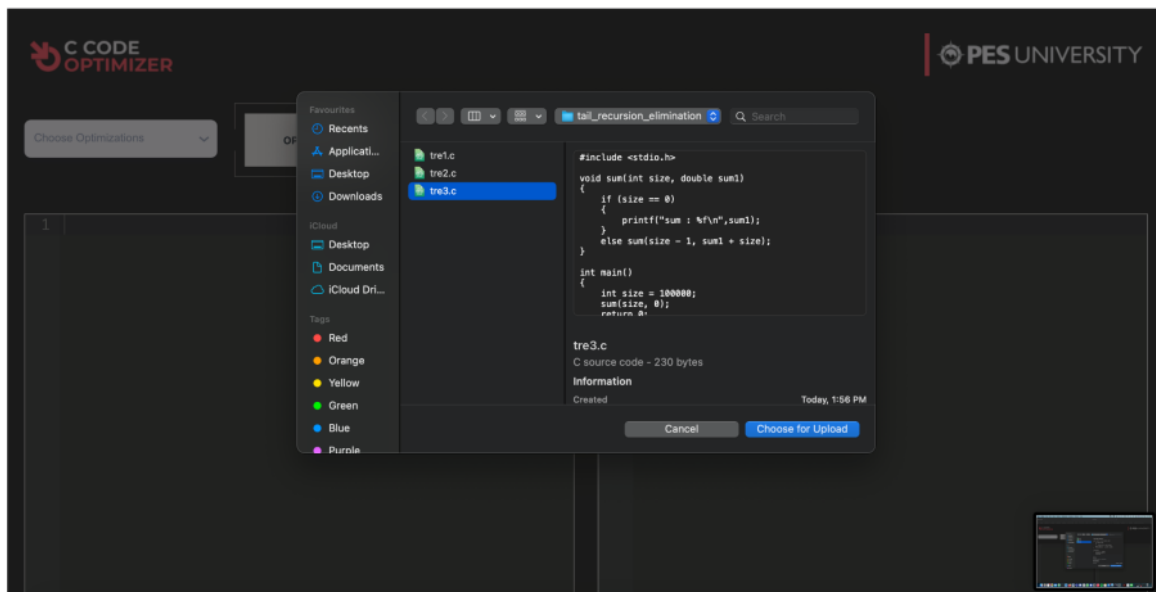 C CODE
OPTIMIZER
PES UNIVERSITY
Choose Optimizations
OP
1
Favourites
Recents
Applicati...
Desktop
Downloads
iCloud
Desktop
Documents
iCloud Dri...
Tags
Red
Orange
Yellow
Green
Blue
Purple
tail_recursion_elimination
Search
tre1.c
tre2.c
tre3.c
#include <stdio.h>
void sum(int size, double sum1)
{
if (size == 0)
{
printf("sum : %f\n",sum1);
}
else sum(size - 1, sum1 + size);
}
int main()
{
int size = 100000;
sum(size, 0);
return 0;
tre3.c
C source code - 230 bytes
Information
Created Today, 1:56 PM
Cancel Choose for Upload